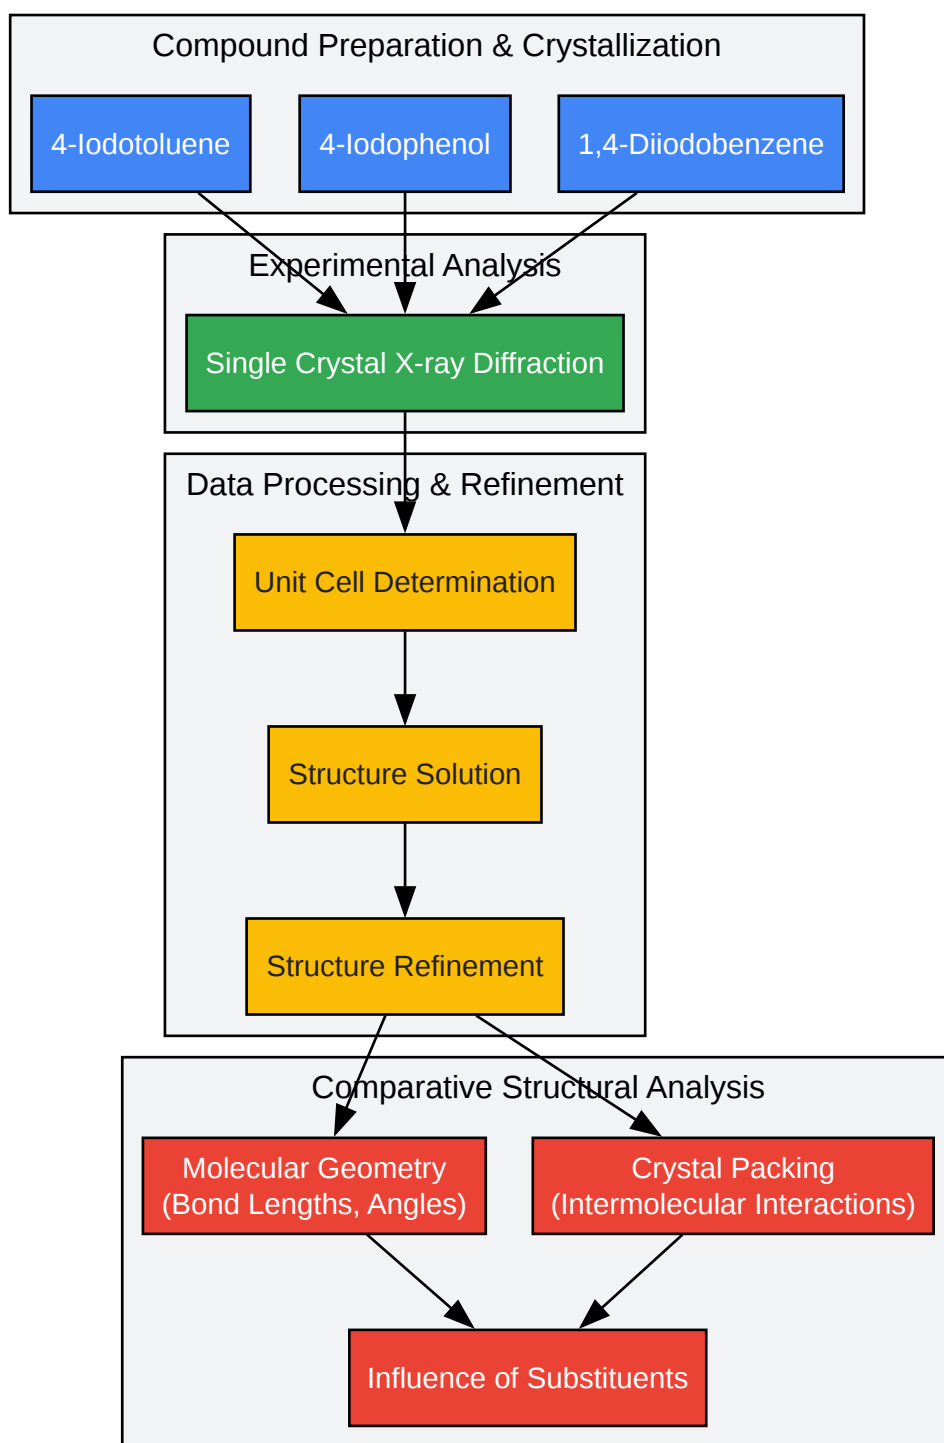 Compound Preparation & Crystallization
4-Iodotoluene
4-Iodophenol
1,4-Diiodobenzene
Experimental Analysis
Single Crystal X-ray Diffraction
Data Processing & Refinement
Unit Cell Determination
Structure Solution
Structure Refinement
Comparative Structural Analysis
Molecular Geometry
(Bond Lengths, Angles)
Crystal Packing
(Intermolecular Interactions)
Influence of Substituents